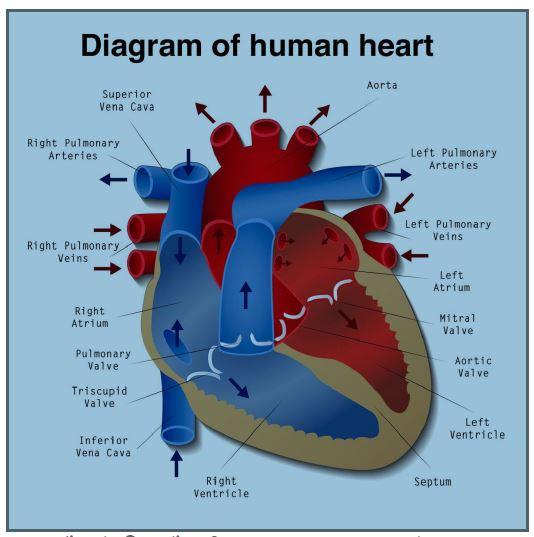 Diagram of human heart
Superior
Vena Cava
Aorta
Right Pulmonary
Arteries
Left Pulmonary
Arteries
Right Pulmonary
Veins
Left Pulmonary
Veins
Left
Atrium
Right
Atrium
Mitral
Valve
Pulmonary
Valve
Aortic
Valve
Triscupid
Valve
Left
Ventricle
Inferior
Vena Cava
Right
Ventricle
Septum